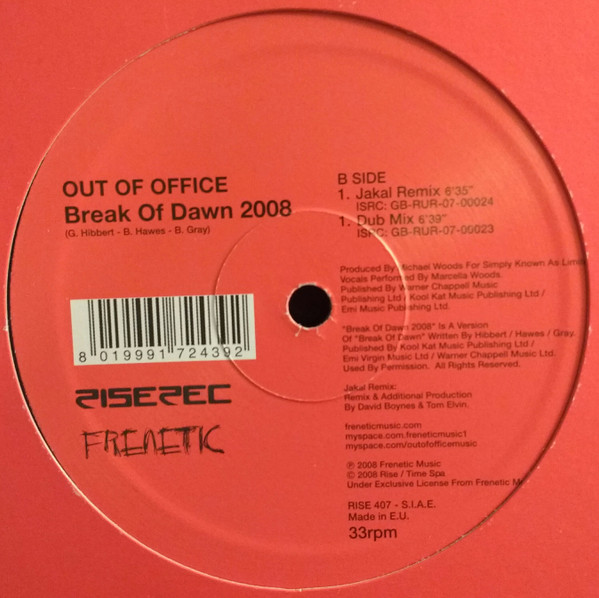 OUT OF OFFICE
Break Of Dawn 2008
(G. Hibbert - B. Hawes - B. Gray)
8 019991 724392
RISEREC
FRENETIC
B SIDE
1. Jakal Remix 6'35"
ISRC: GB-RUR-07-00024
1. Dub Mix 6'39"
ISRC: GB-RUR-07-00023
Produced By Michael Woods For Simply Known As
Vocals Performed By Marcella Woods.
Published By Warner Chappell Music
Publishing Ltd / Kool Kat Music Publishing Ltd /
Emi Music Publishing Ltd.
"Break Of Dawn 2008" Is A Version
Of "Break Of Dawn" Written By Hibbert / Hawes / Gray.
Published By Kool Kat Music Publishing Ltd /
Emi Virgin Music Ltd / Warner Chappell Music Ltd.
Used By Permission. All Rights Reserved.
Jakal Remix:
Remix & Additional Production
By David Boynes & Tom Elvin.
freneticmusic.com
myspace.com.freneticmusic1
myspace.com/outofofficemusic
℗ 2008 Frenetic Music
© 2008 Rise / Time Spa
Under Exclusive License From Frenetic
RISE 407 - S.I.A.E.
Made in E.U.
33rpm